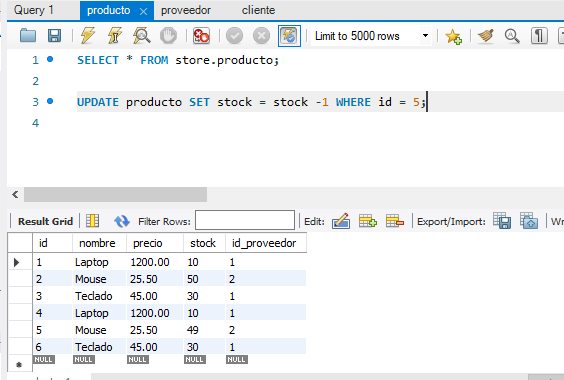 Query 1 producto proveedor cliente
Limit to 5000 rows
1 SELECT * FROM store.producto;
2
3 UPDATE producto SET stock = stock -1 WHERE id = 5;
4
Result Grid Filter Rows: Edit: Export/Import: Wr
id nombre precio stock id_proveedor
1 Laptop 1200.00 10 1
2 Mouse 25.50 50 2
3 Teclado 45.00 30 1
4 Laptop 1200.00 10 1
5 Mouse 25.50 49 2
6 Teclado 45.00 30 1
NULL NULL NULL NULL NULL